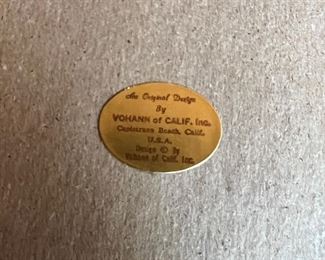 An Original Design
By
VOHANN of CALIF. Inc.
Capistrano Beach, Calif.
U.S.A.
Design © By
Vohann of Calif. Inc.